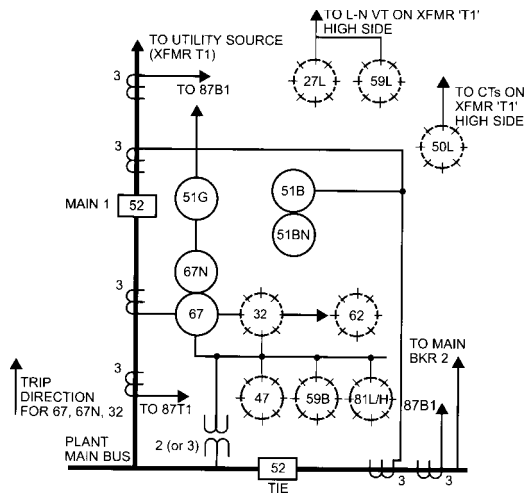 TO L-N VT ON XFMR 'T1'
HIGH SIDE
TO UTILITY SOURCE
(XFMR T1)
3
TO 87B1
27L
59L
TO CTs ON
XFMR 'T1'
HIGH SIDE
50L
3
MAIN 1
52
51G
51B
51BN
67N
3
67
32
62
TO MAIN
BKR 2
3
TRIP
DIRECTION
FOR 67, 67N, 32
TO 87T1
47
59B
81L/H
87B1
PLANT
MAIN BUS
2 (or 3)
52
TIE
3
3